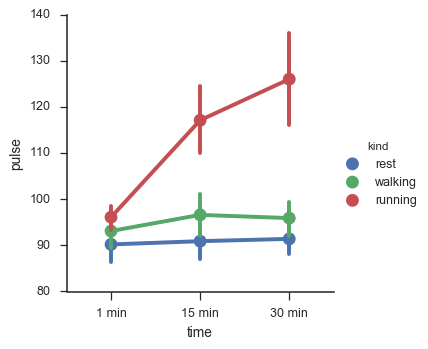 140
130
120
110
100
90
80
pulse
1 min
15 min
30 min
time
kind
rest
walking
running